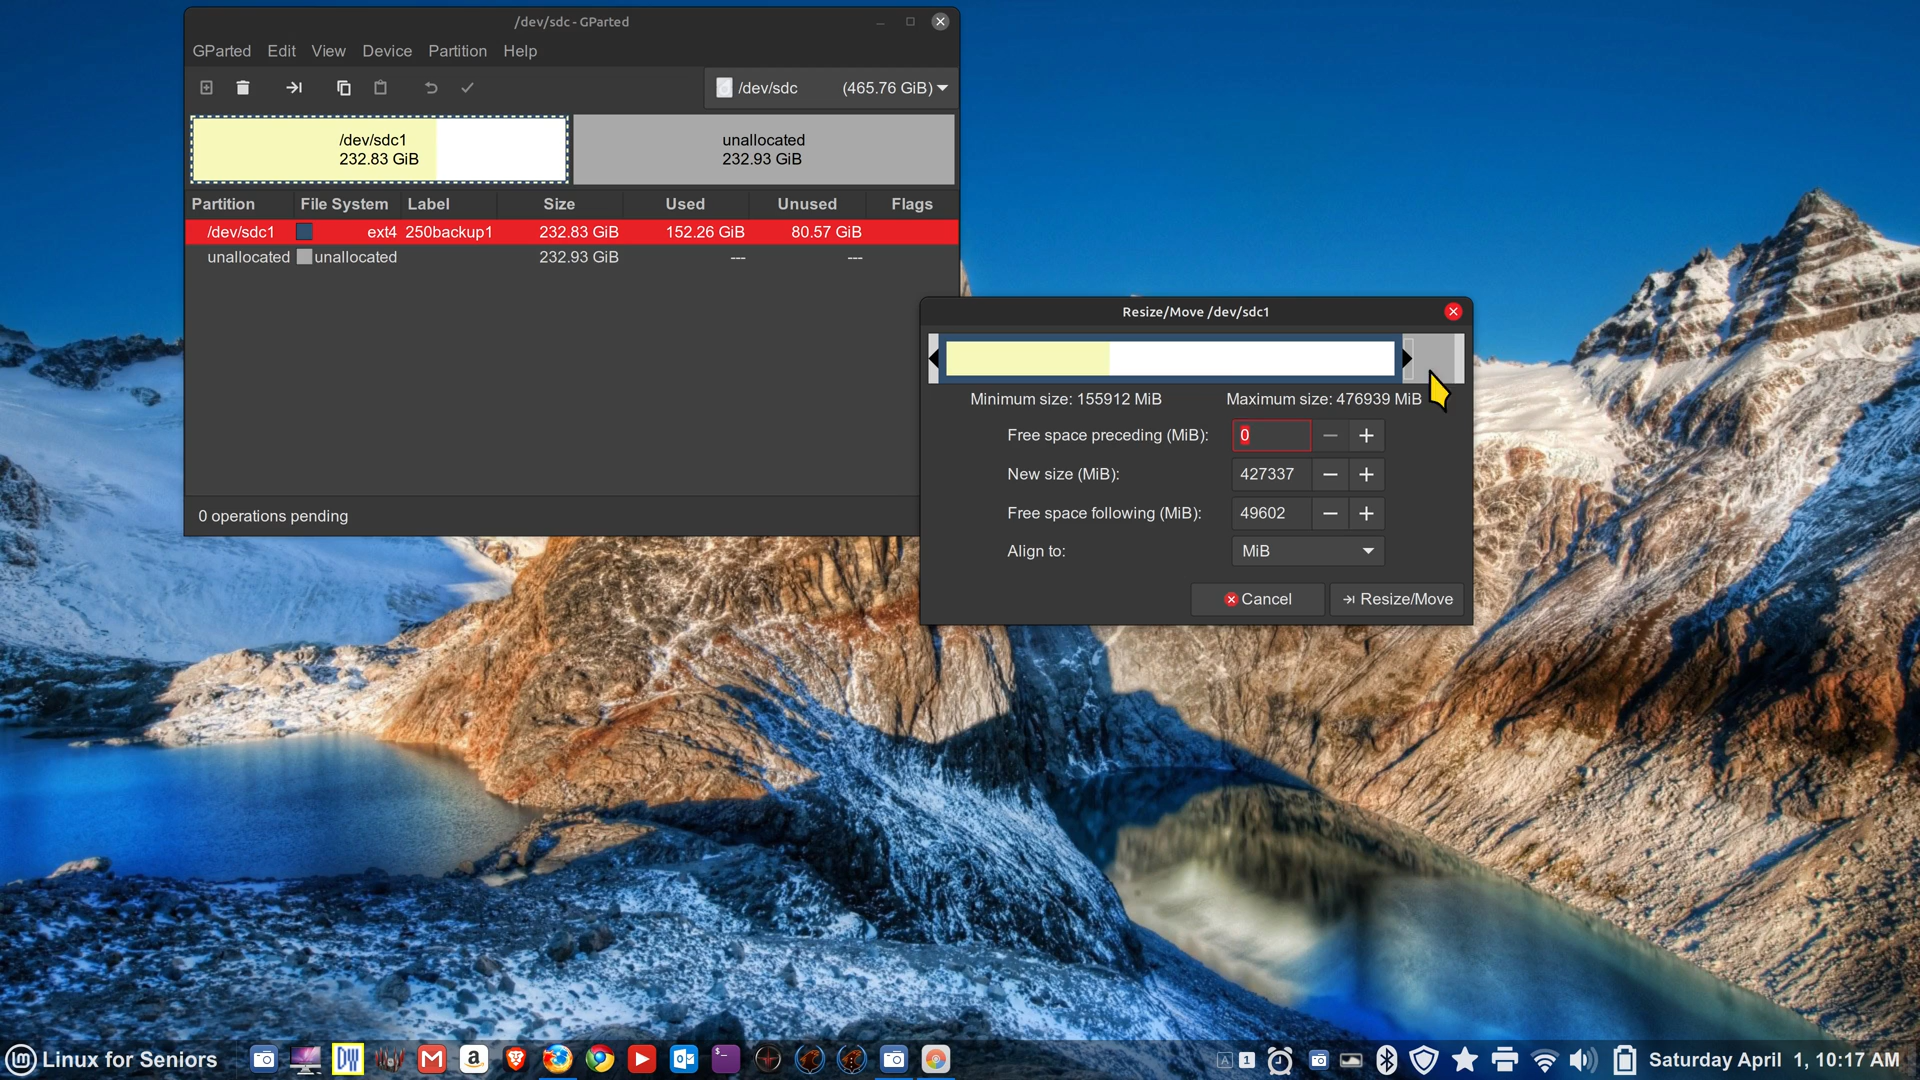 /dev/sdc - GParted
GParted Edit View Device Partition Help
/dev/sdc (465.76 GiB)
/dev/sdc1
232.83 GiB
unallocated
232.93 GiB
Partition File System Label Size Used Unused Flags
/dev/sdc1 ext4 250backup1 232.83 GiB 152.26 GiB 80.57 GiB
unallocated unallocated 232.93 GiB --- ---
0 operations pending
Resize/Move /dev/sdc1
Minimum size: 155912 MiB Maximum size: 476939 MiB
Free space preceding (MiB): 0
New size (MiB): 427337
Free space following (MiB): 49602
Align to: MiB
Cancel Resize/Move
Linux for Seniors DW M a A 1 Saturday April 1, 10:17 AM